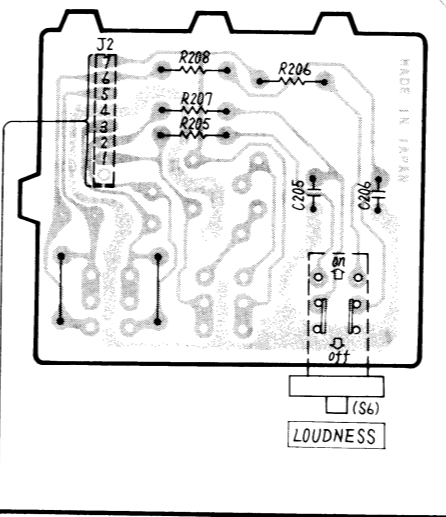 J2
7
6
5
4
3
2
1
R208
R206
R207
R205
MADE IN JAPAN
C205
C206
on
off
(S6)
LOUDNESS